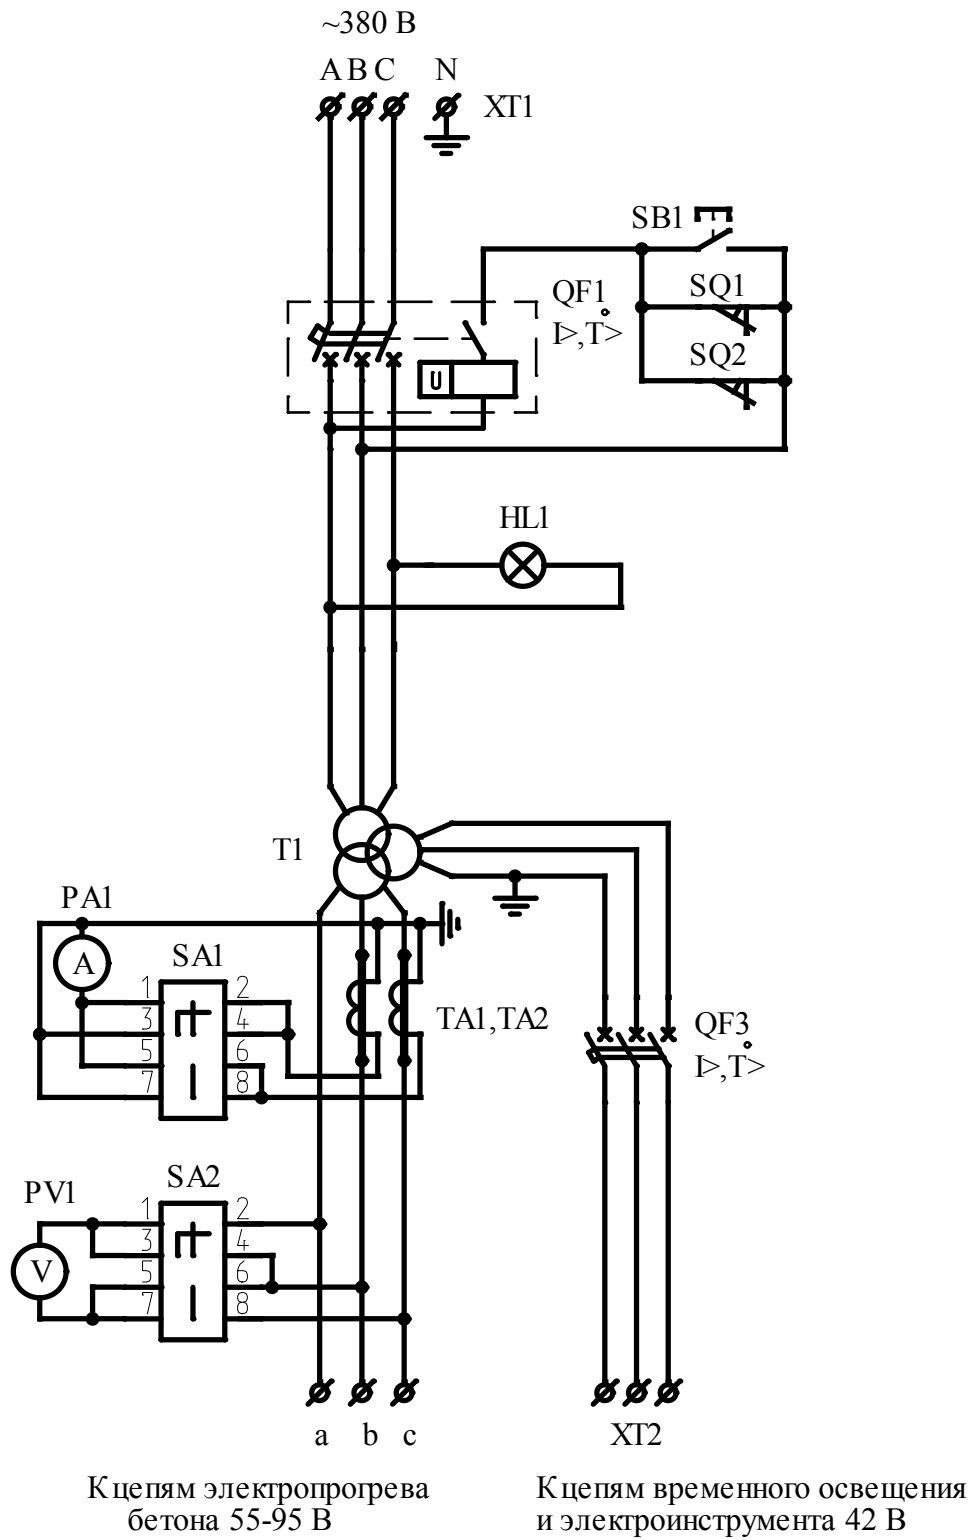 ~380 В
А В С N
XT1
SB1
QF1
I>,T°>
SQ1
SQ2
U
HL1
T1
PA1
A
SA1
1 2
3 4
5 6
7 8
TA1,TA2
QF3
I>,T°>
PV1
V
SA2
1 2
3 4
5 6
7 8
a b c
XT2
К цепям электропрогрева
бетона 55-95 В
К цепям временного освещения
и электроинструмента 42 В